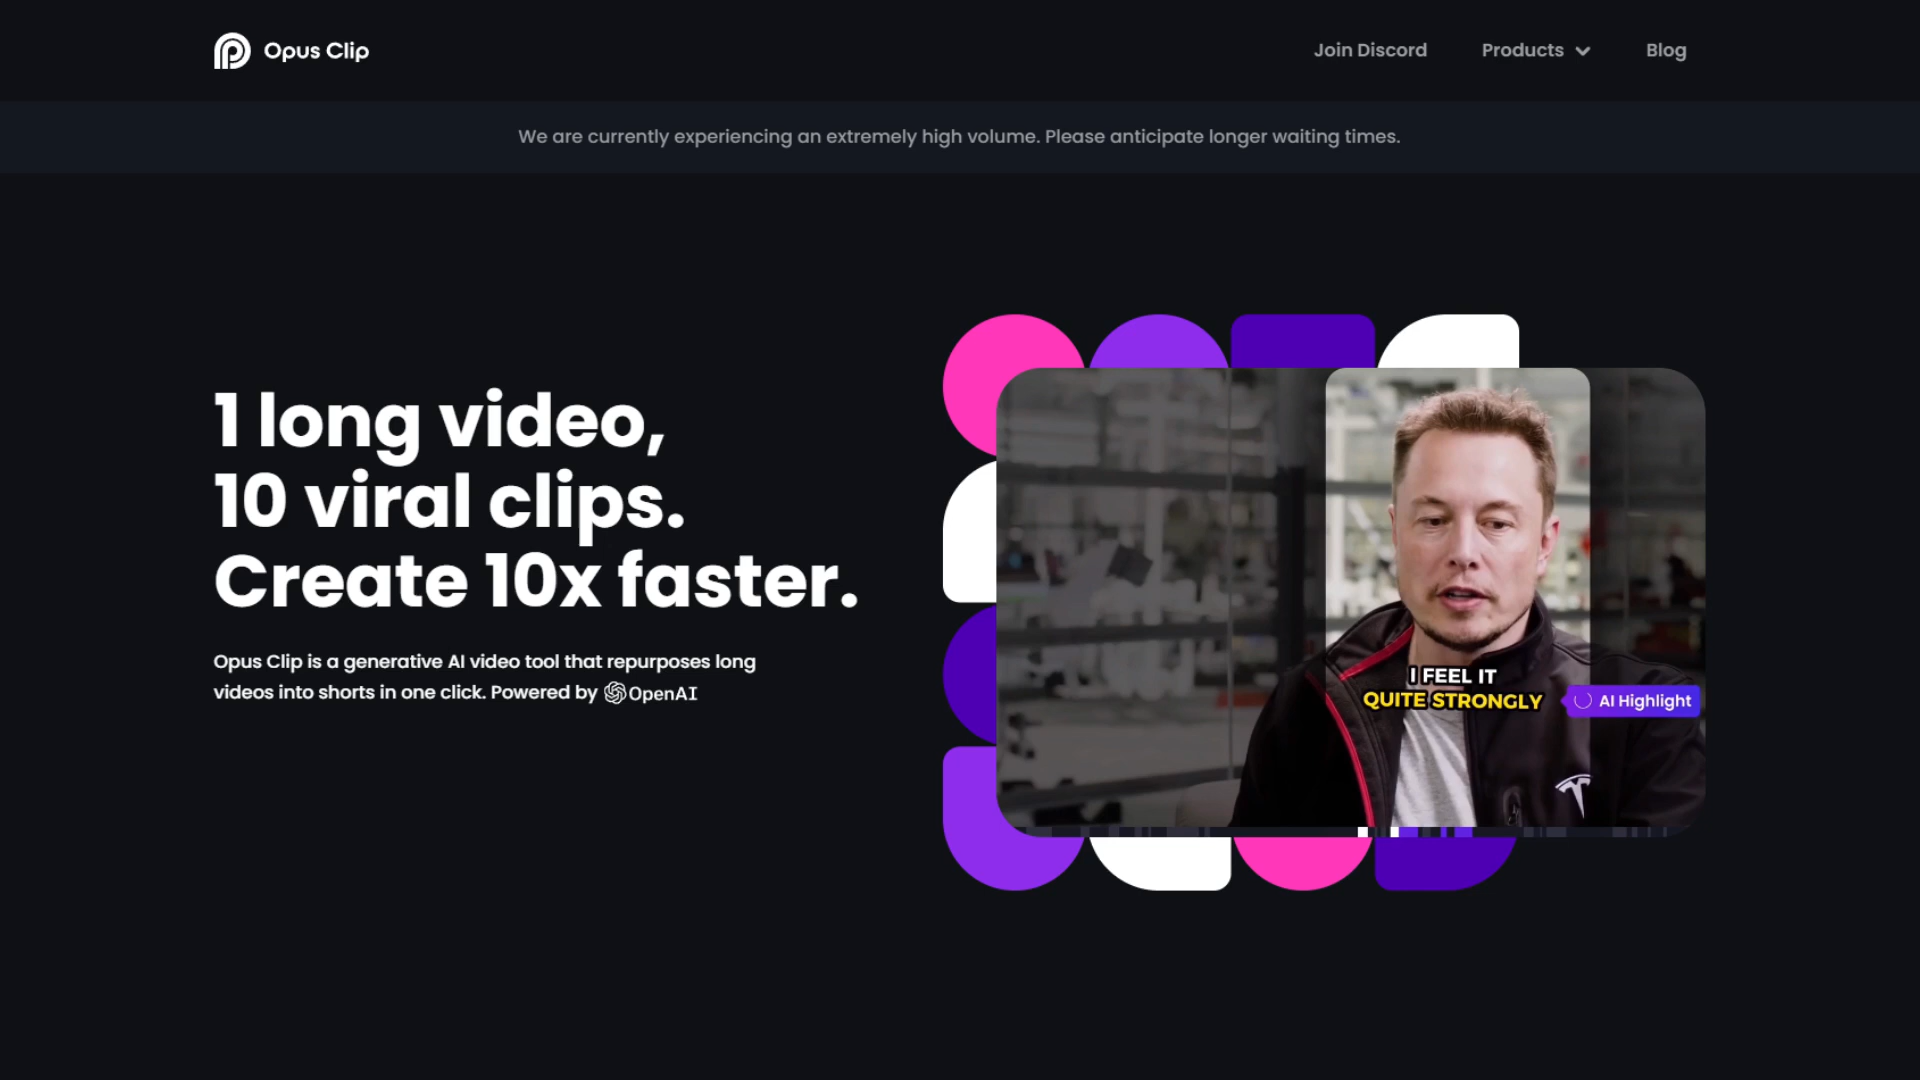 Opus Clip
Join Discord
Products
Blog
We are currently experiencing an extremely high volume. Please anticipate longer waiting times.
1 long video,
10 viral clips.
Create 10x faster.
Opus Clip is a generative AI video tool that repurposes long
videos into shorts in one click. Powered by OpenAI
I FEEL IT
QUITE STRONGLY
AI Highlight